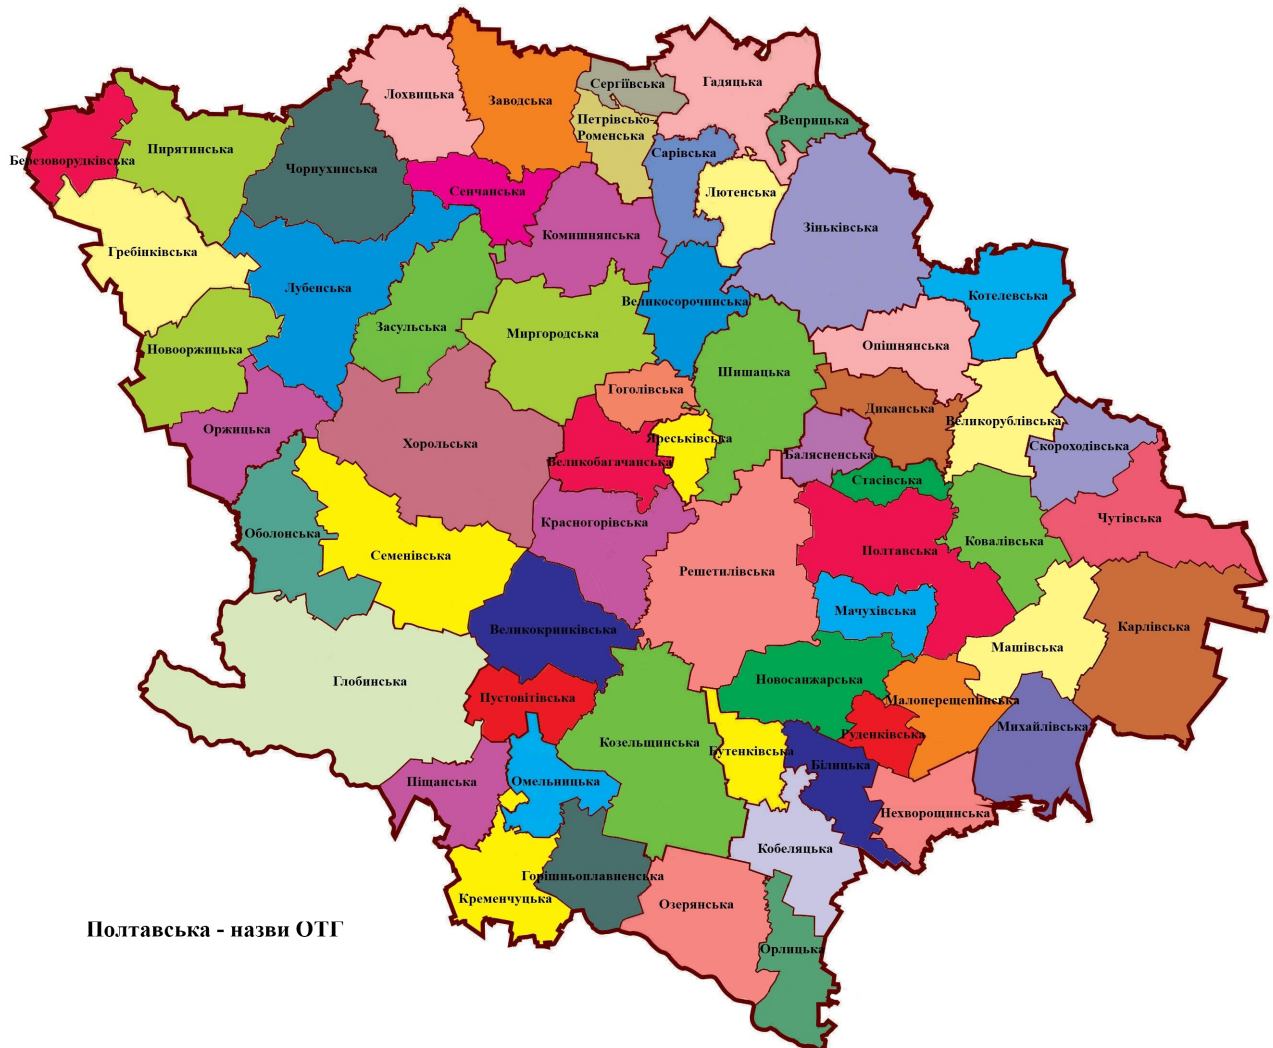 Сергіївська
Гадяцька
Лохвицька
Заводська
Петрівсько-
Роменська
Веприцька
Березоворудківська
Пирятинська
Чорнухинська
Сарівська
Сенчанська
Лютенська
Комишнянська
Зіньківська
Гребінківська
Лубенська
Великосорочинська
Котелевська
Засульська
Миргородська
Новооржицька
Опішнянська
Шишацька
Гоголівська
Диканська
Великорублівська
Оржицька
Хорольська
Яреськівська
Скороходівська
Великобагачанська
Балясненська
Стасівська
Оболонська
Красногорівська
Чутівська
Семенівська
Полтавська
Ковалівська
Решетилівська
Мачухівська
Великокринківська
Карлівська
Машівська
Глобинська
Новосанжарська
Пустовітівська
Малоперещепинська
Михайлівська
Козельщинська
Бутенківська
Руденківська
Білицька
Піщанська
Омельницька
Нехворощинська
Кобеляцька
Горішньоплавненська
Кременчуцька
Озерянська
Полтавська - назви ОТГ
Орлицька